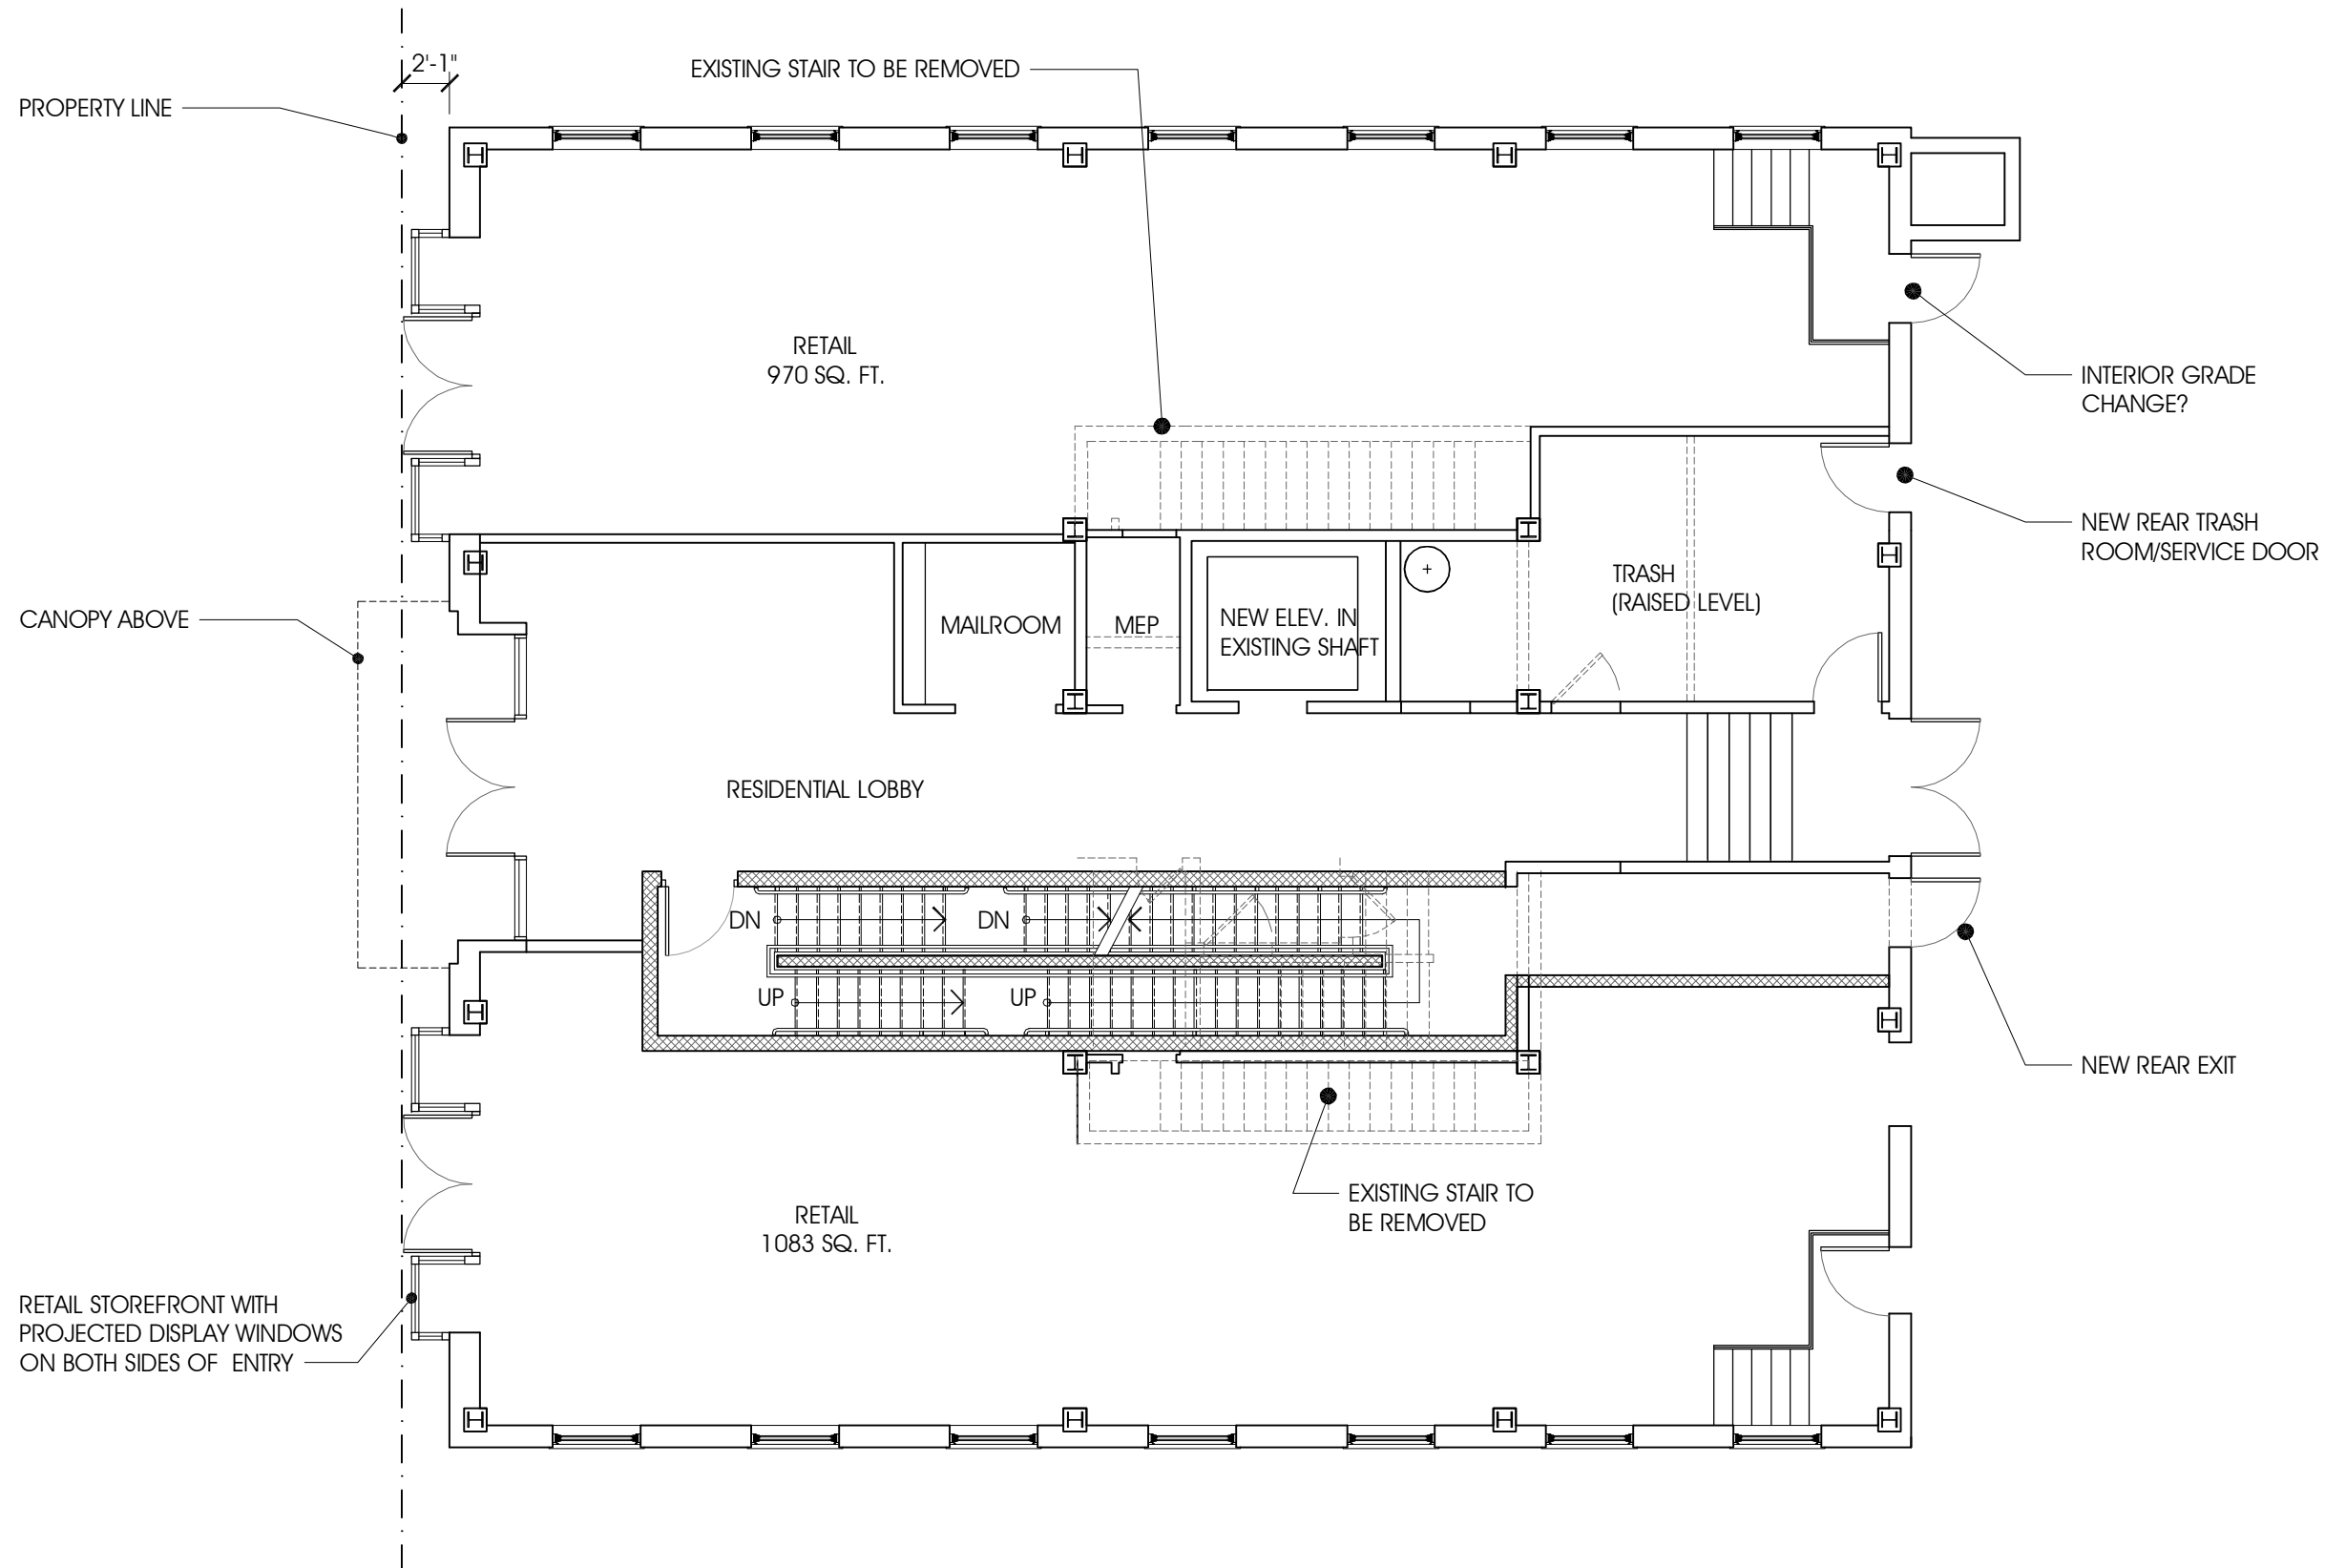 2'-1"
EXISTING STAIR TO BE REMOVED
PROPERTY LINE
RETAIL
970 SQ. FT.
INTERIOR GRADE
CHANGE?
NEW REAR TRASH
ROOM/SERVICE DOOR
TRASH
(RAISED LEVEL)
CANOPY ABOVE
MAILROOM
MEP
NEW ELEV. IN
EXISTING SHAFT
RESIDENTIAL LOBBY
DN
DN
UP
UP
NEW REAR EXIT
EXISTING STAIR TO
BE REMOVED
RETAIL
1083 SQ. FT.
RETAIL STOREFRONT WITH
PROJECTED DISPLAY WINDOWS
ON BOTH SIDES OF  ENTRY